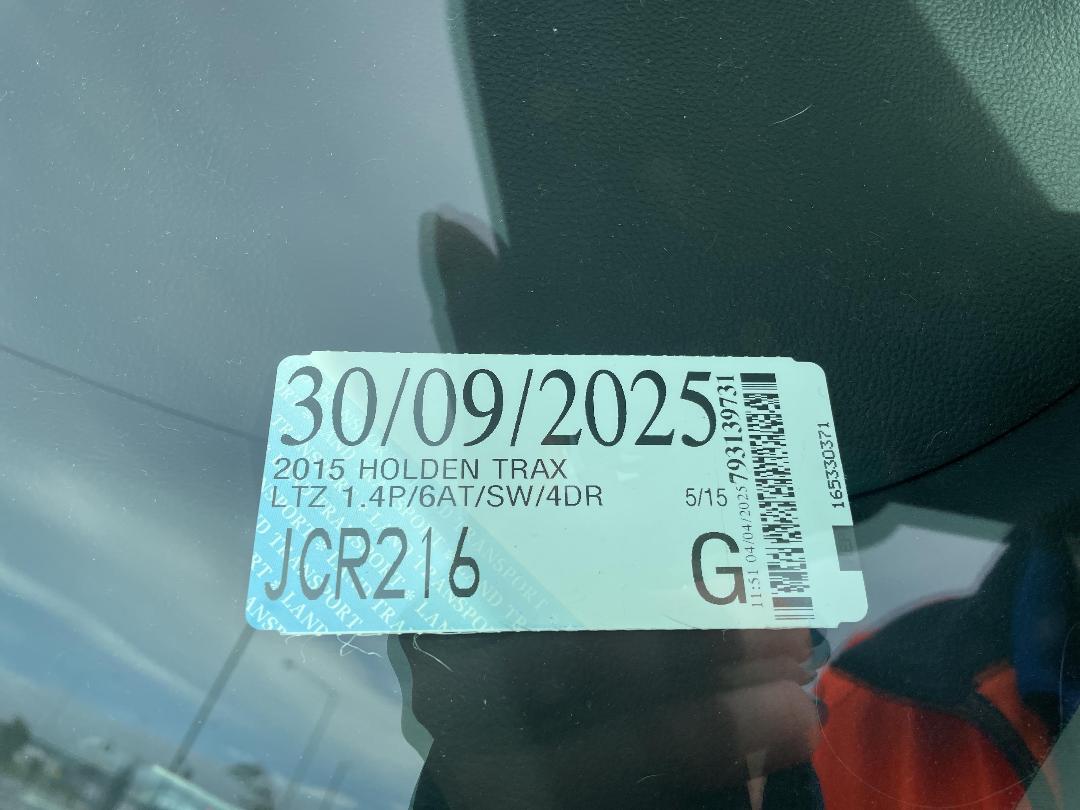 30/09/2025
2015 HOLDEN TRAX
LTZ 1.4P/6AT/SW/4DR 5/15
JCR216 G
11:51 04/04/2025 793139731
165330371